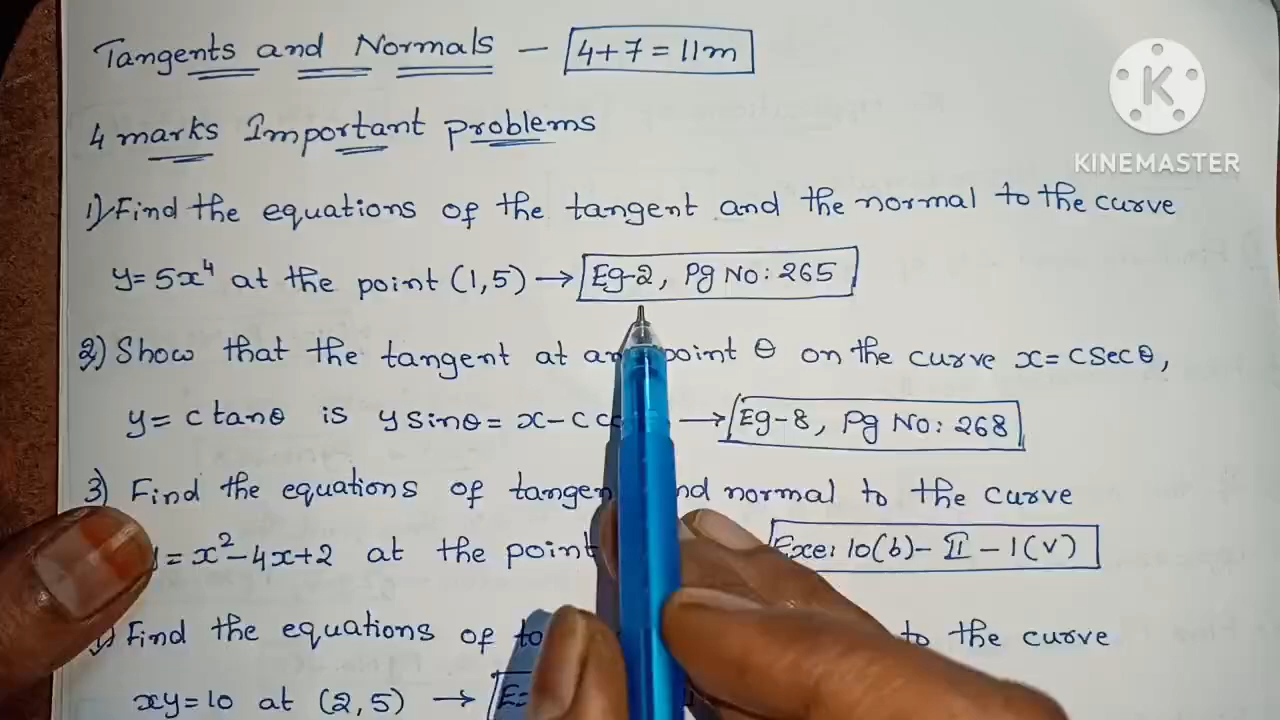 Tangents and Normals - 4+7=11m
KINEMASTER
4 marks Important problems
1) Find the equations of the tangent and the normal to the curve
y=5x⁴ at the point (1,5) → Eg-2, Pg No: 265
2) Show that the tangent at any point θ on the curve x=c secθ,
y= c tanθ is y sinθ= x-c → Eg-8, Pg No: 268
3) Find the equations of tangent and normal to the curve
y=x²-4x+2 at the point Exe: 10(b)-II-1(v)
Find the equations of to the curve
xy=10 at (2,5) →